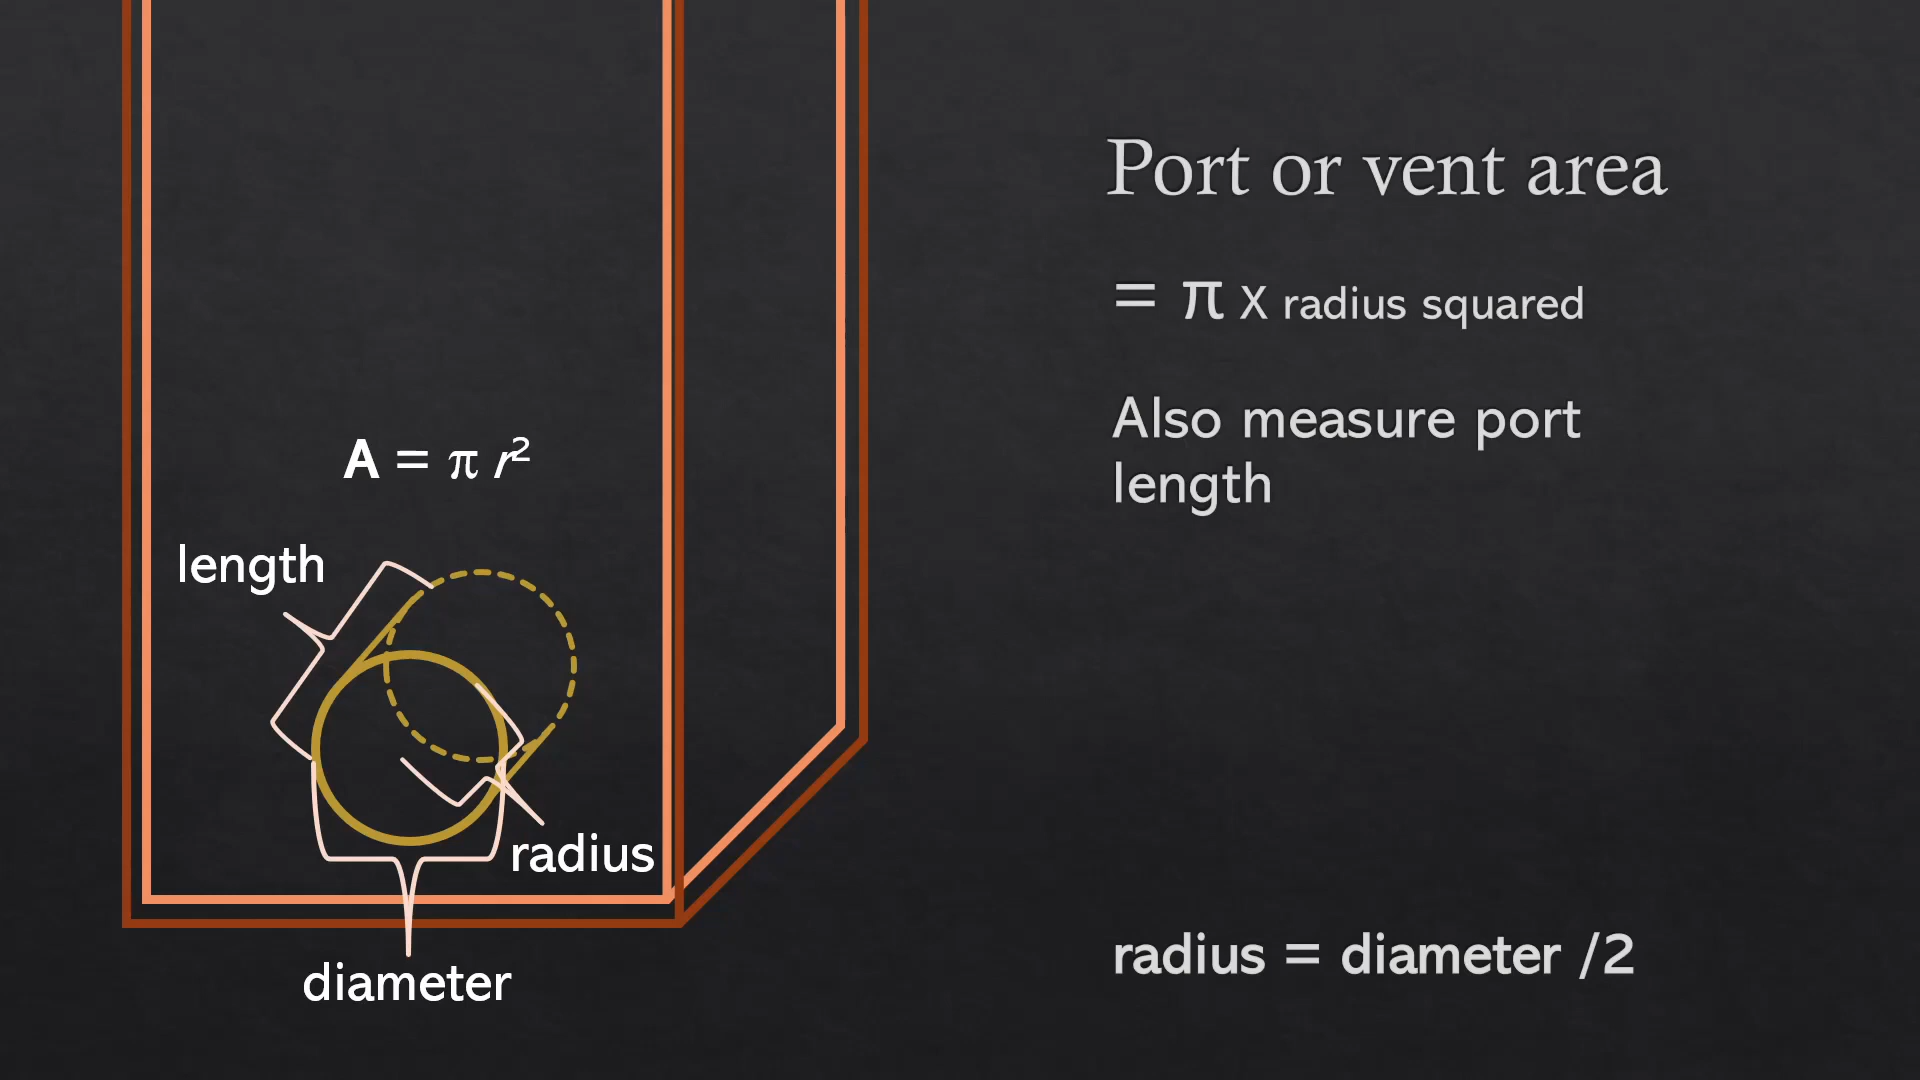 Port or vent area
= π X radius squared
Also measure port
length
A = π r²
length
radius
diameter
radius = diameter /2